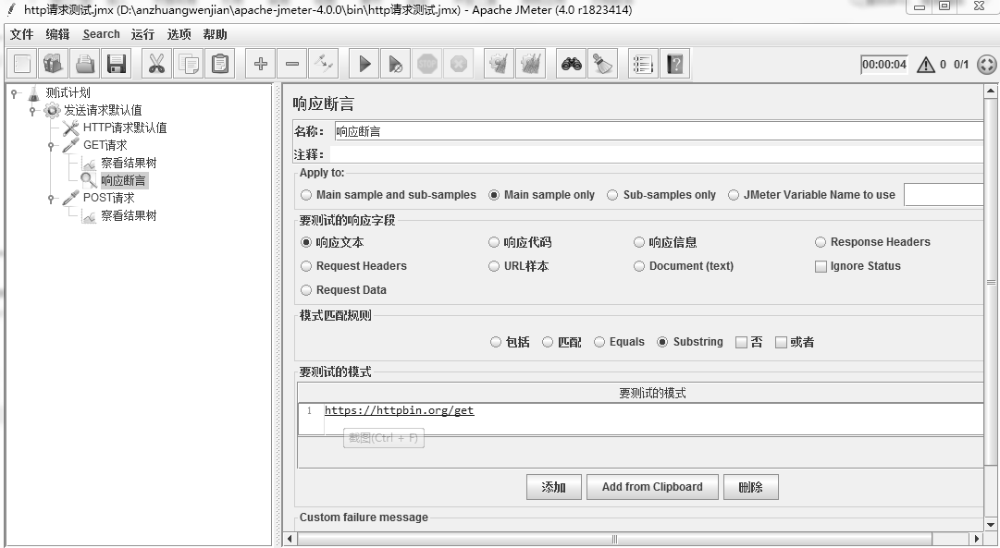 http请求测试.jmx (D:\anzhuangwenjian\apache-jmeter-4.0.0\bin\http请求测试.jmx) - Apache JMeter (4.0 r1823414)
文件 编辑 Search 运行 选项 帮助
STOP
00:00:04 0 0/1
测试计划
发送请求默认值
HTTP请求默认值
GET请求
察看结果树
响应断言
POST请求
察看结果树
响应断言
名称： 响应断言
注释：
Apply to:
Main sample and sub-samples Main sample only Sub-samples only JMeter Variable Name to use
要测试的响应字段
响应文本 响应代码 响应信息 Response Headers
Request Headers URL样本 Document (text) Ignore Status
Request Data
模式匹配规则
包括 匹配 Equals Substring 否 或者
要测试的模式
要测试的模式
1 https://httpbin.org/get
截图(Ctrl + F)
添加 Add from Clipboard 删除
Custom failure message